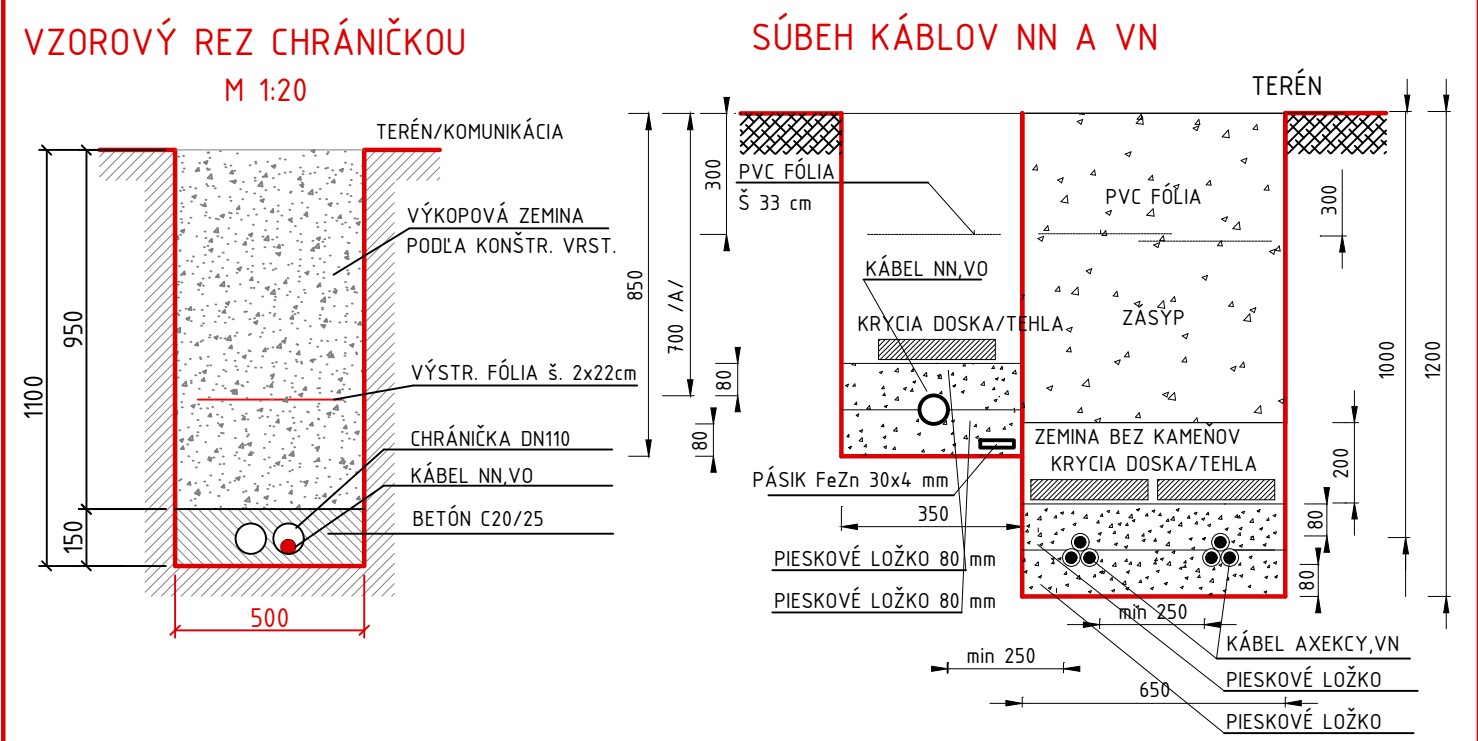 VZOROVÝ REZ CHRÁNIČKOU
M 1:20
TERÉN/KOMUNIKÁCIA
VÝKOPOVÁ ZEMINA
PODĽA KONŠTR. VRST.
VÝSTR. FÓLIA š. 2x22cm
CHRÁNIČKA DN110
KÁBEL NN,VO
BETÓN C20/25
1100
950
150
500
SÚBEH KÁBLOV NN A VN
TERÉN
850
700 /A/
300
80
80
PVC FÓLIA
Š 33 cm
KÁBEL NN,VO
KRYCIA DOSKA/TEHLA
PÁSIK FeZn 30x4 mm
350
PIESKOVÉ LOŽKO 80 mm
PIESKOVÉ LOŽKO 80 mm
min 250
PVC FÓLIA
ZÁSYP
ZEMINA BEZ KAMEŇOV
KRYCIA DOSKA/TEHLA
300
200
80
80
1000
1200
min 250
KÁBEL AXEKCY,VN
PIESKOVÉ LOŽKO
650
PIESKOVÉ LOŽKO